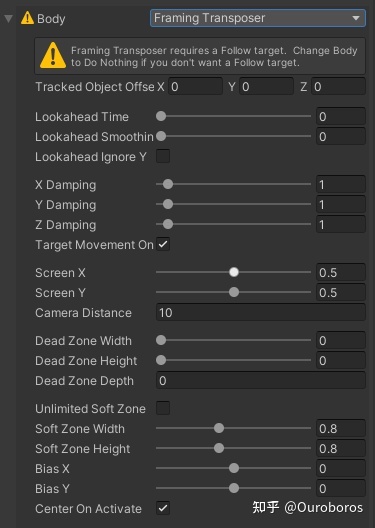 Body Framing Transposer
Framing Transposer requires a Follow target. Change Body
to Do Nothing if you don't want a Follow target.
Tracked Object Offse X 0 Y 0 Z 0
Lookahead Time 0
Lookahead Smoothin 0
Lookahead Ignore Y
X Damping 1
Y Damping 1
Z Damping 1
Target Movement On
Screen X 0.5
Screen Y 0.5
Camera Distance 10
Dead Zone Width 0
Dead Zone Height 0
Dead Zone Depth 0
Unlimited Soft Zone
Soft Zone Width 0.8
Soft Zone Height 0.8
Bias X 0
Bias Y 0
Center On Activate
知乎 @Ouroboros